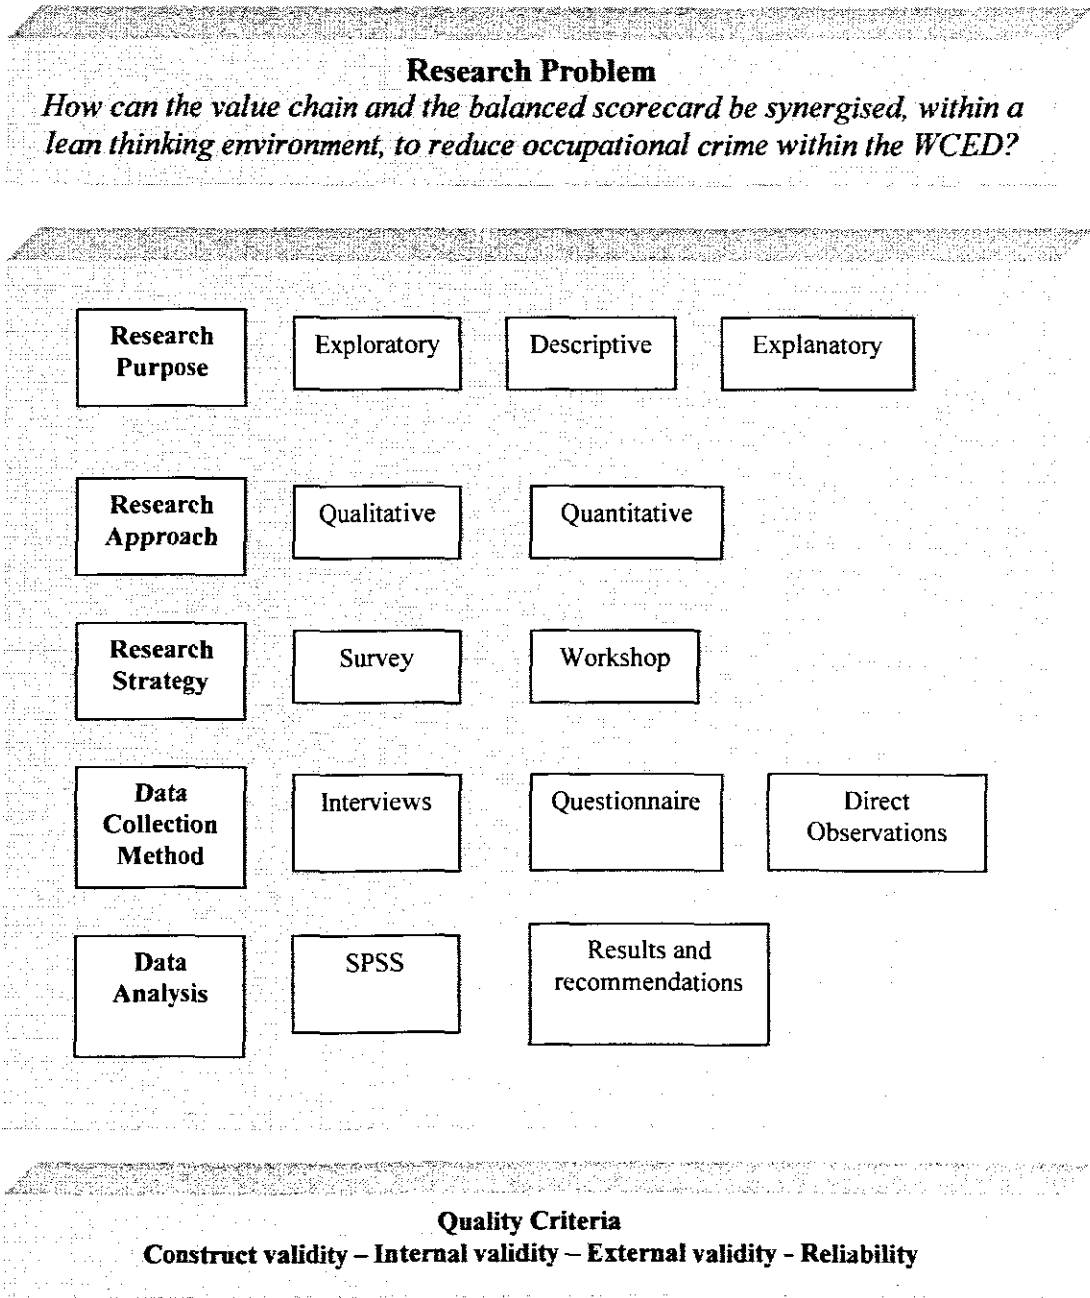 Research Problem
How can the value chain and the balanced scorecard be synergised, within a
lean thinking environment, to reduce occupational crime within the WCED?
Research
Purpose
Exploratory
Descriptive
Explanatory
Research
Approach
Qualitative
Quantitative
Research
Strategy
Survey
Workshop
Data
Collection
Method
Interviews
Questionnaire
Direct
Observations
Data
Analysis
SPSS
Results and
recommendations
Quality Criteria
Construct validity – Internal validity – External validity - Reliability